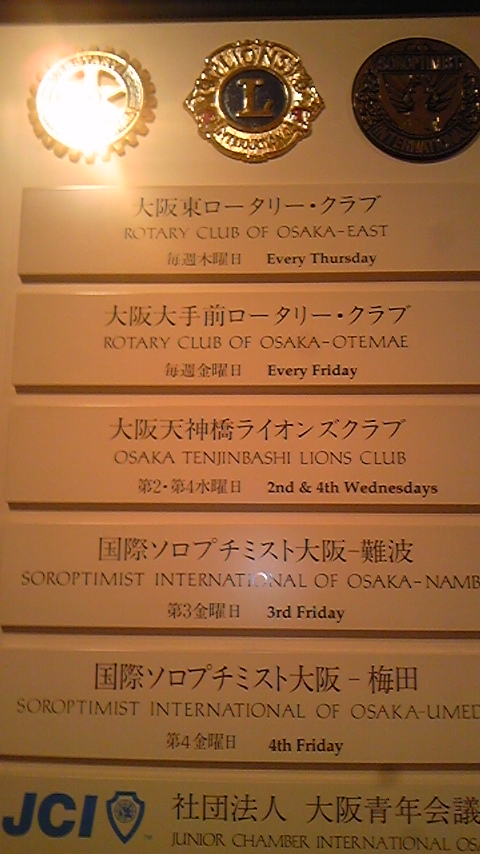 ROTARY
LIONS
L
INTERNATIONAL
SOROPTIMIST
INTERNATIONAL
大阪東ロータリー・クラブ
ROTARY CLUB OF OSAKA-EAST
毎週木曜日 Every Thursday
大阪大手前ロータリー・クラブ
ROTARY CLUB OF OSAKA-OTEMAE
毎週金曜日 Every Friday
大阪天神橋ライオンズクラブ
OSAKA TENJINBASHI LIONS CLUB
第2・第4水曜日 2nd & 4th Wednesdays
国際ソロプチミスト大阪-難波
SOROPTIMIST INTERNATIONAL OF OSAKA-NAMB
第3金曜日 3rd Friday
国際ソロプチミスト大阪-梅田
SOROPTIMIST INTERNATIONAL OF OSAKA-UMED
第4金曜日 4th Friday
JCI 社団法人 大阪青年会議
JUNIOR CHAMBER INTERNATIONAL OS